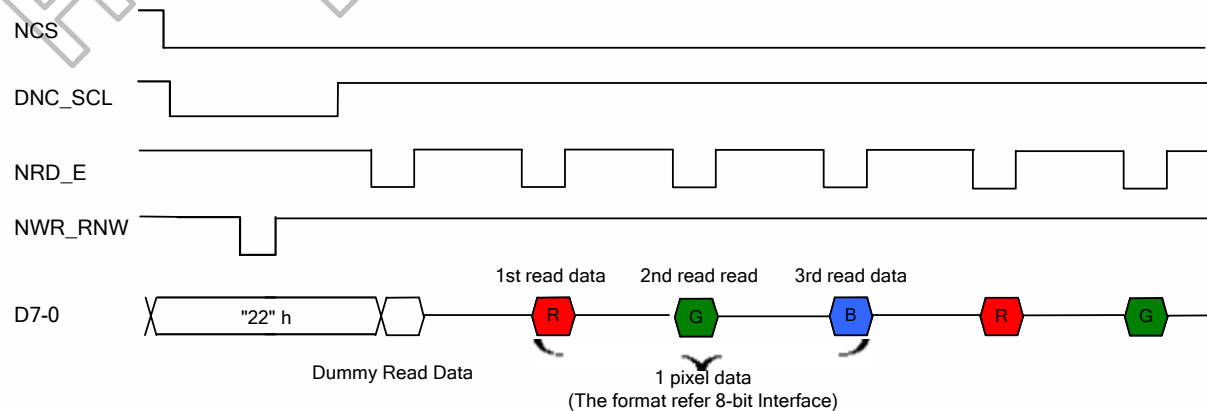 NCS
DNC_SCL
NRD_E
NWR_RNW
1st read data 2nd read read 3rd read data
D7-0 "22" h R G B R G
Dummy Read Data
1 pixel data
(The format refer 8-bit Interface)